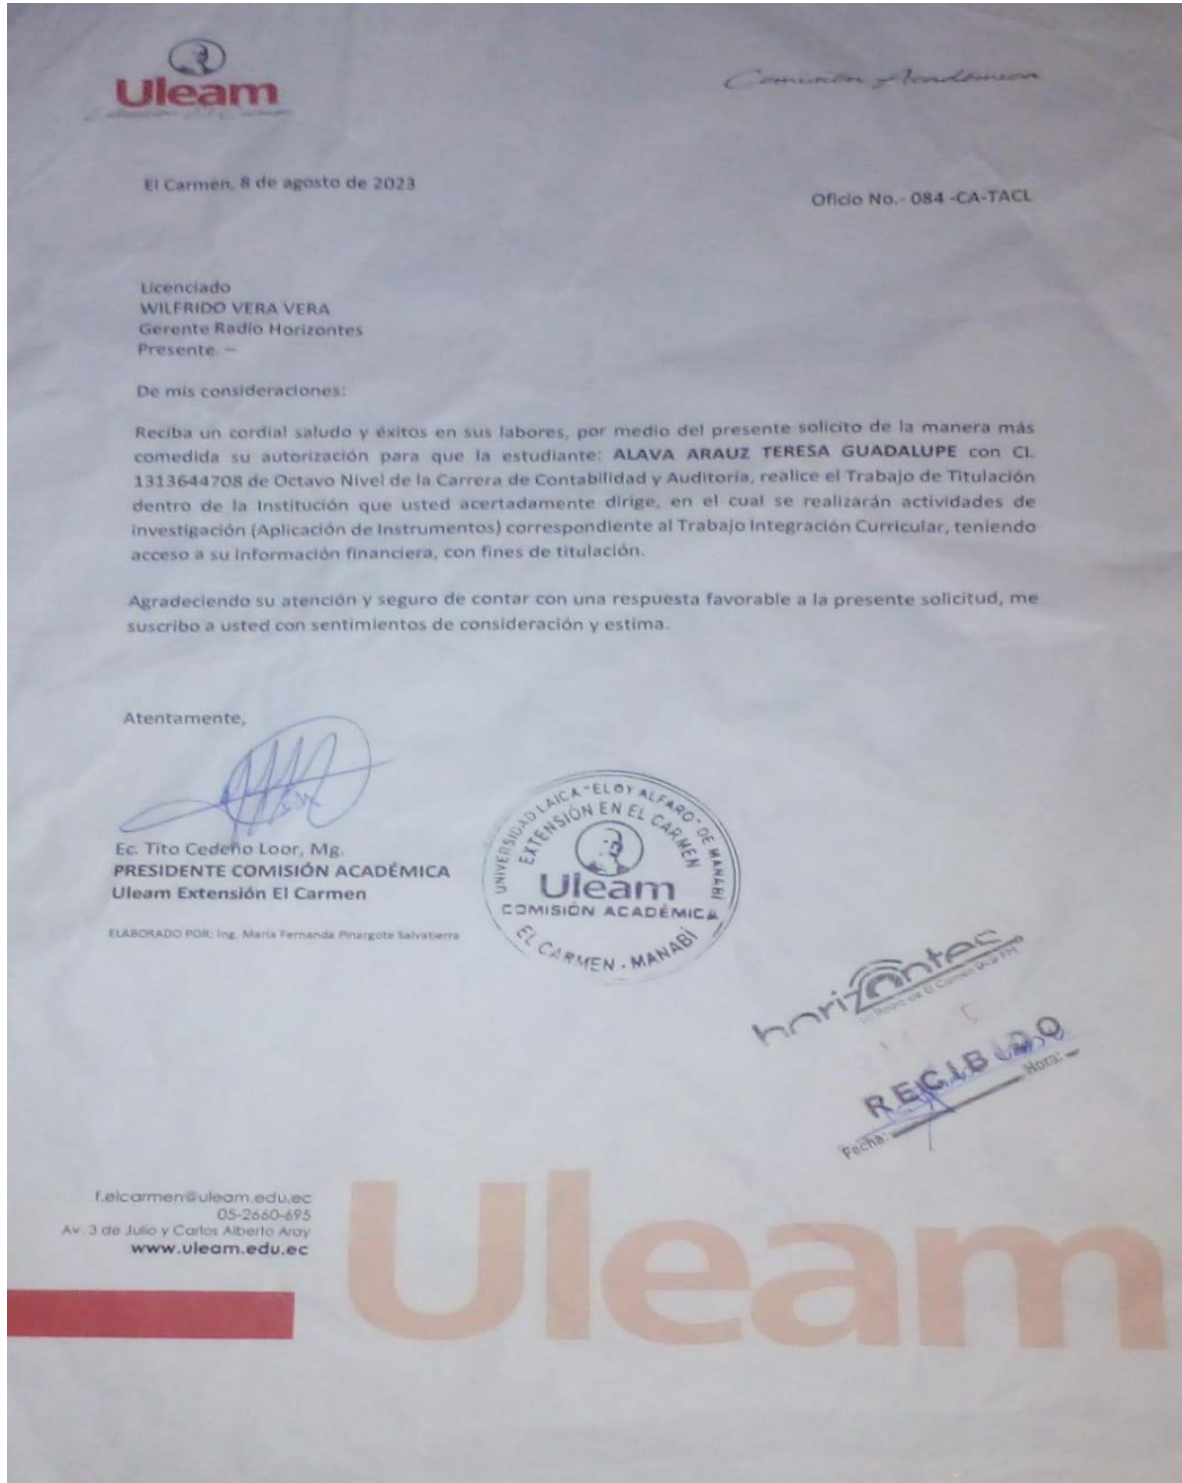 Uleam
Comisión Académica
El Carmen, 8 de agosto de 2023
Oficio No.- 084 -CA-TACL
Licenciado
WILFRIDO VERA VERA
Gerente Radio Horizontes
Presente. —
De mis consideraciones:
Reciba un cordial saludo y éxitos en sus labores, por medio del presente solicito de la manera más
comedida su autorización para que la estudiante: ALAVA ARAUZ TERESA GUADALUPE con CI.
1313644708 de Octavo Nivel de la Carrera de Contabilidad y Auditoría, realice el Trabajo de Titulación
dentro de la Institución que usted acertadamente dirige, en el cual se realizarán actividades de
investigación (Aplicación de Instrumentos) correspondiente al Trabajo Integración Curricular, teniendo
acceso a su información financiera, con fines de titulación.
Agradeciendo su atención y seguro de contar con una respuesta favorable a la presente solicitud, me
suscribo a usted con sentimientos de consideración y estima.
Atentamente,
Ec. Tito Cedeño Loor, Mg.
PRESIDENTE COMISIÓN ACADÉMICA
Uleam Extensión El Carmen
ELABORADO POR: Ing. María Fernanda Pinargote Salvatierra
UNIVERSIDAD LAICA "ELOY ALFARO" DE MANABÍ
EXTENSIÓN EN EL CARMEN
Uleam
COMISIÓN ACADÉMICA
EL CARMEN - MANABÍ
horizontes
RECIBIDO
Hora:
Fecha:
f.elcarmen@uleam.edu.ec
05-2660-695
Av. 3 de Julio y Carlos Alberto Aray
www.uleam.edu.ec
Uleam